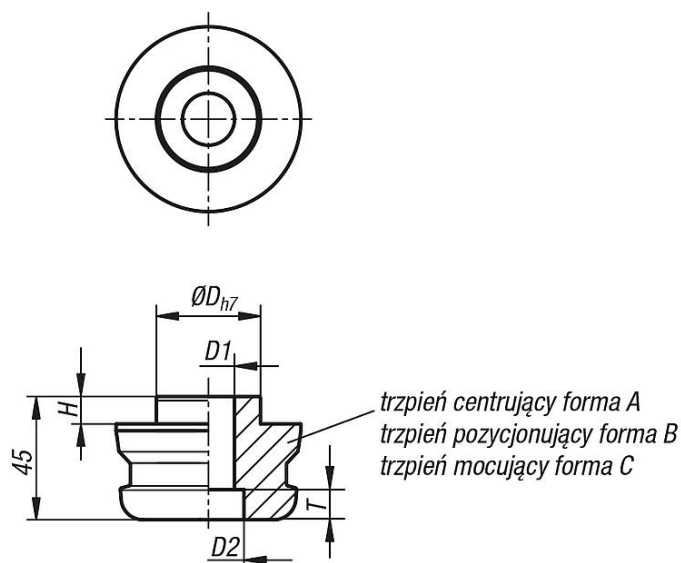 ØDh7
D1
H
trzpień centrujący forma A
trzpień pozycjonujący forma B
45
trzpień mocujący forma C
T
D2